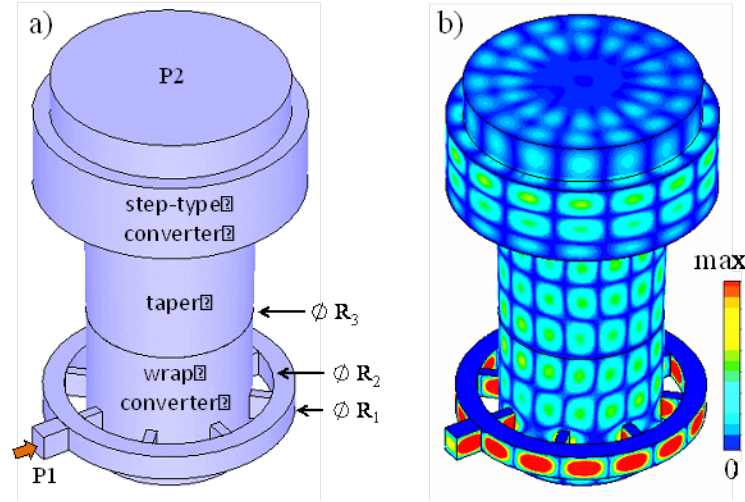 a)
P2
step-type
converter
taper
∅ R3
wrap
converter
∅ R2
∅ R1
P1
b)
max
0